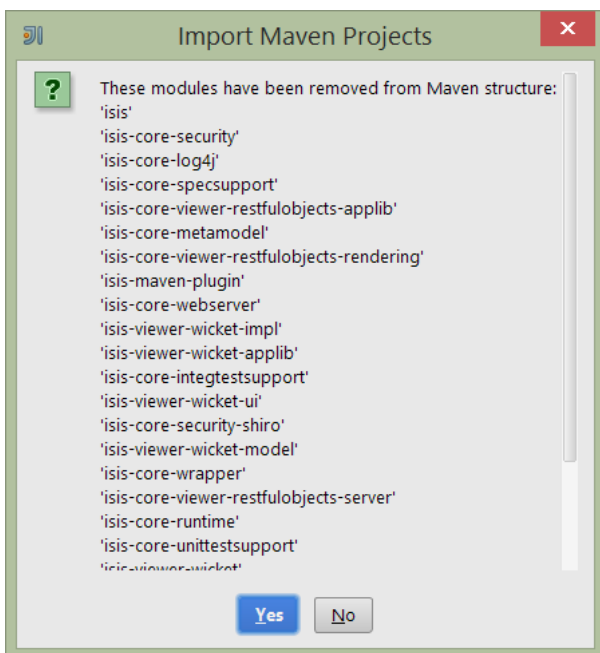 Import Maven Projects
x
?
These modules have been removed from Maven structure:
'isis'
'isis-core-security'
'isis-core-log4j'
'isis-core-specsupport'
'isis-core-viewer-restfulobjects-applib'
'isis-core-metamodel'
'isis-core-viewer-restfulobjects-rendering'
'isis-maven-plugin'
'isis-core-webserver'
'isis-viewer-wicket-impl'
'isis-viewer-wicket-applib'
'isis-core-integtestsupport'
'isis-viewer-wicket-ui'
'isis-core-security-shiro'
'isis-viewer-wicket-model'
'isis-core-wrapper'
'isis-core-viewer-restfulobjects-server'
'isis-core-runtime'
'isis-core-unittestsupport'
'isis-viewer-wicket'
Yes No